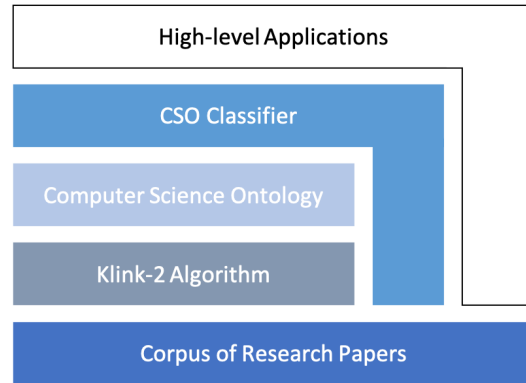 High-level Applications
CSO Classifier
Computer Science Ontology
Klink-2 Algorithm
Corpus of Research Papers